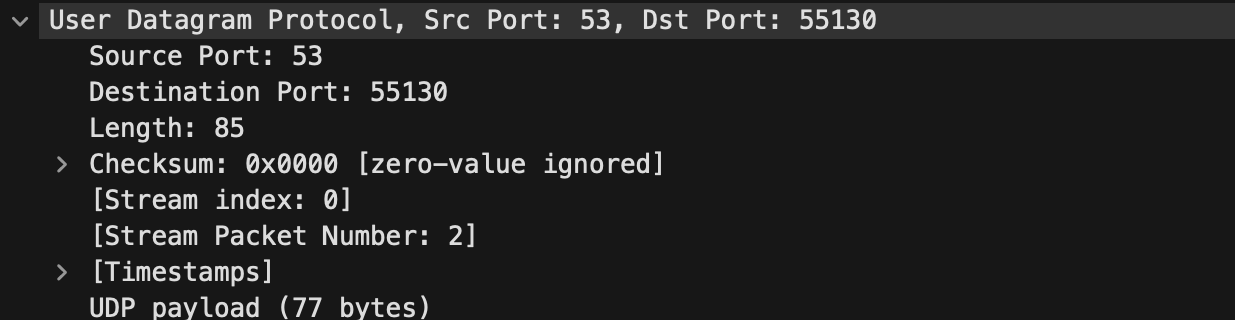 User Datagram Protocol, Src Port: 53, Dst Port: 55130
Source Port: 53
Destination Port: 55130
Length: 85
Checksum: 0x0000 [zero-value ignored]
[Stream index: 0]
[Stream Packet Number: 2]
[Timestamps]
UDP payload (77 bytes)